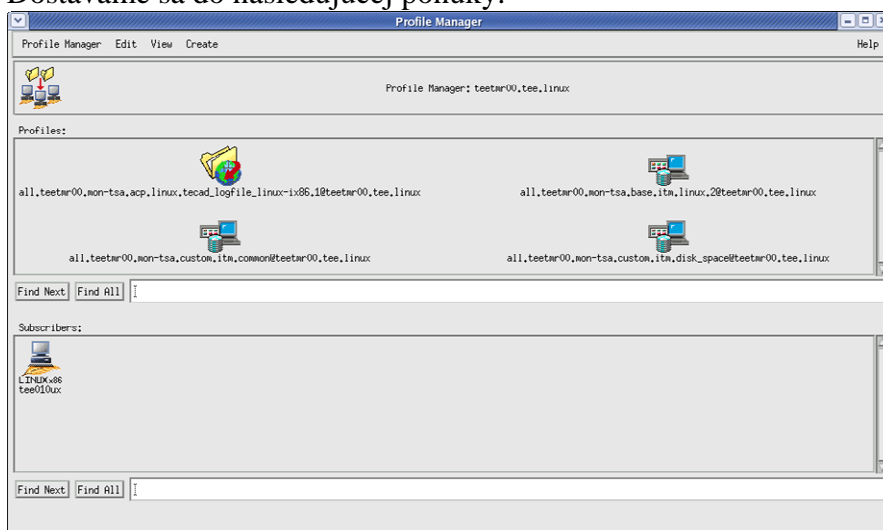 Dostávame sa do nasledujúcej ponuky:
Profile Manager
Profile Manager Edit View Create Help
Profile Manager: teetmr00.tee.linux
Profiles:
all.teetmr00.mon-tsa.acp.linux.tecad_logfile_linux-ix86.1@teetmr00.tee.linux
all.teetmr00.mon-tsa.base.itm.linux.2@teetmr00.tee.linux
all.teetmr00.mon-tsa.custom.itm.common@teetmr00.tee.linux
all.teetmr00.mon-tsa.custom.itm.disk_space@teetmr00.tee.linux
Find Next Find All
Subscribers:
LINUXx86
tee010ux
Find Next Find All